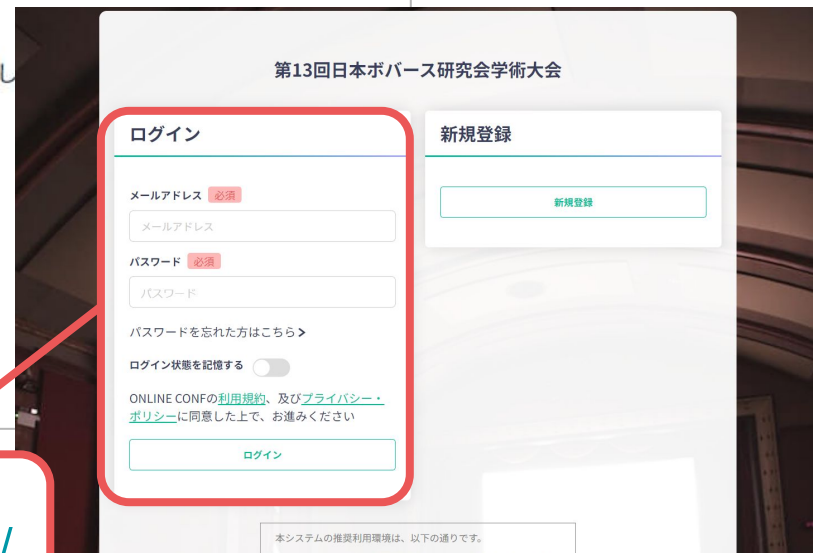 し
第13回日本ボバース研究会学術大会
ログイン
メールアドレス 必須
メールアドレス
パスワード 必須
パスワード
パスワードを忘れた方はこちら>
ログイン状態を記憶する
ONLINE CONFの利用規約、及びプライバシー・
ポリシーに同意した上で、お進みください
ログイン
新規登録
新規登録
本システムの推奨利用環境は、以下の通りです。
/